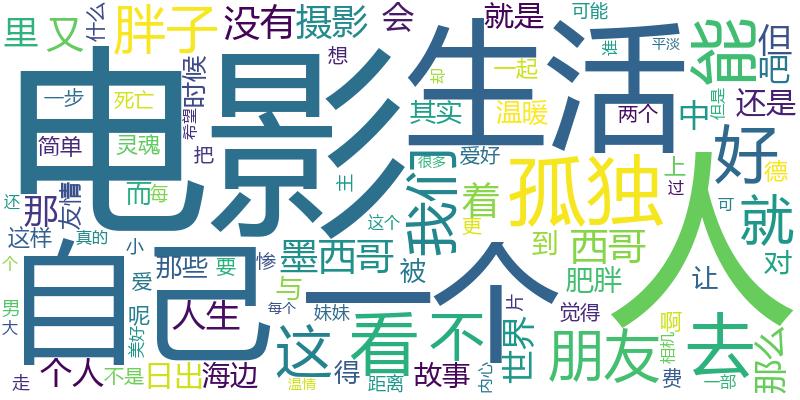 里
又
什么
胖子
没有
摄影
会
就是
可能
谁
平淡
能
但
吧
电影
生活
时候
想
却
一起
一步
死亡
希望
其实
温暖
两个
中
但是
还是
简单
灵魂
把
很多
爱好
孤独
上
过
好
德
人
友情
那
而
每
主
我们
着
更
到
西哥
就
还
这样
真的
小
这个
可
自己
一个
那些
要
惨
墨西哥
被
肥胖
让
对
个
男
大
呢
爱
美好
人生
与
每个
妹妹
片
觉得
啊
相机
这
看
不
世界
朋友
去
那么
走
个人
不是
日出
海边
温情
得
距离
故事
内心
费
一部